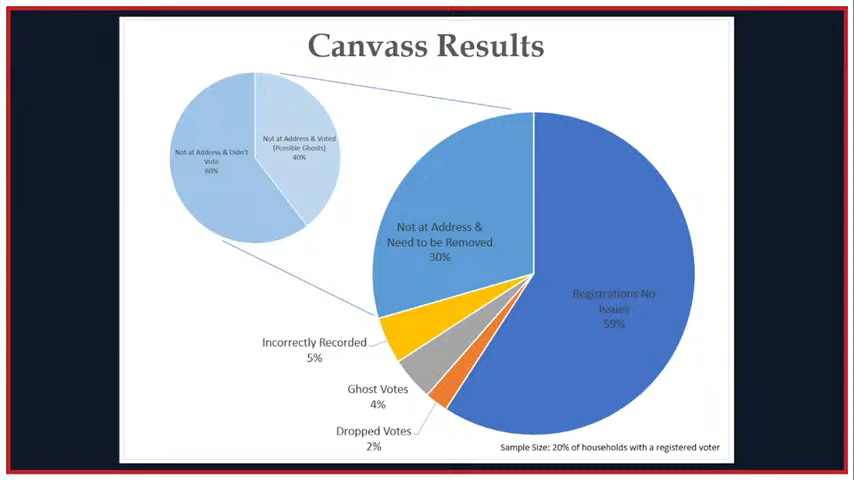 Canvass Results
Not at Address & Voted
(Possible Ghosts)
40%
Not at Address & Didn't
Vote
60%
Not at Address &
Need to be Removed
30%
Registrations No
Issues
59%
Incorrectly Recorded
5%
Ghost Votes
4%
Dropped Votes
2%
Sample Size: 20% of households with a registered voter